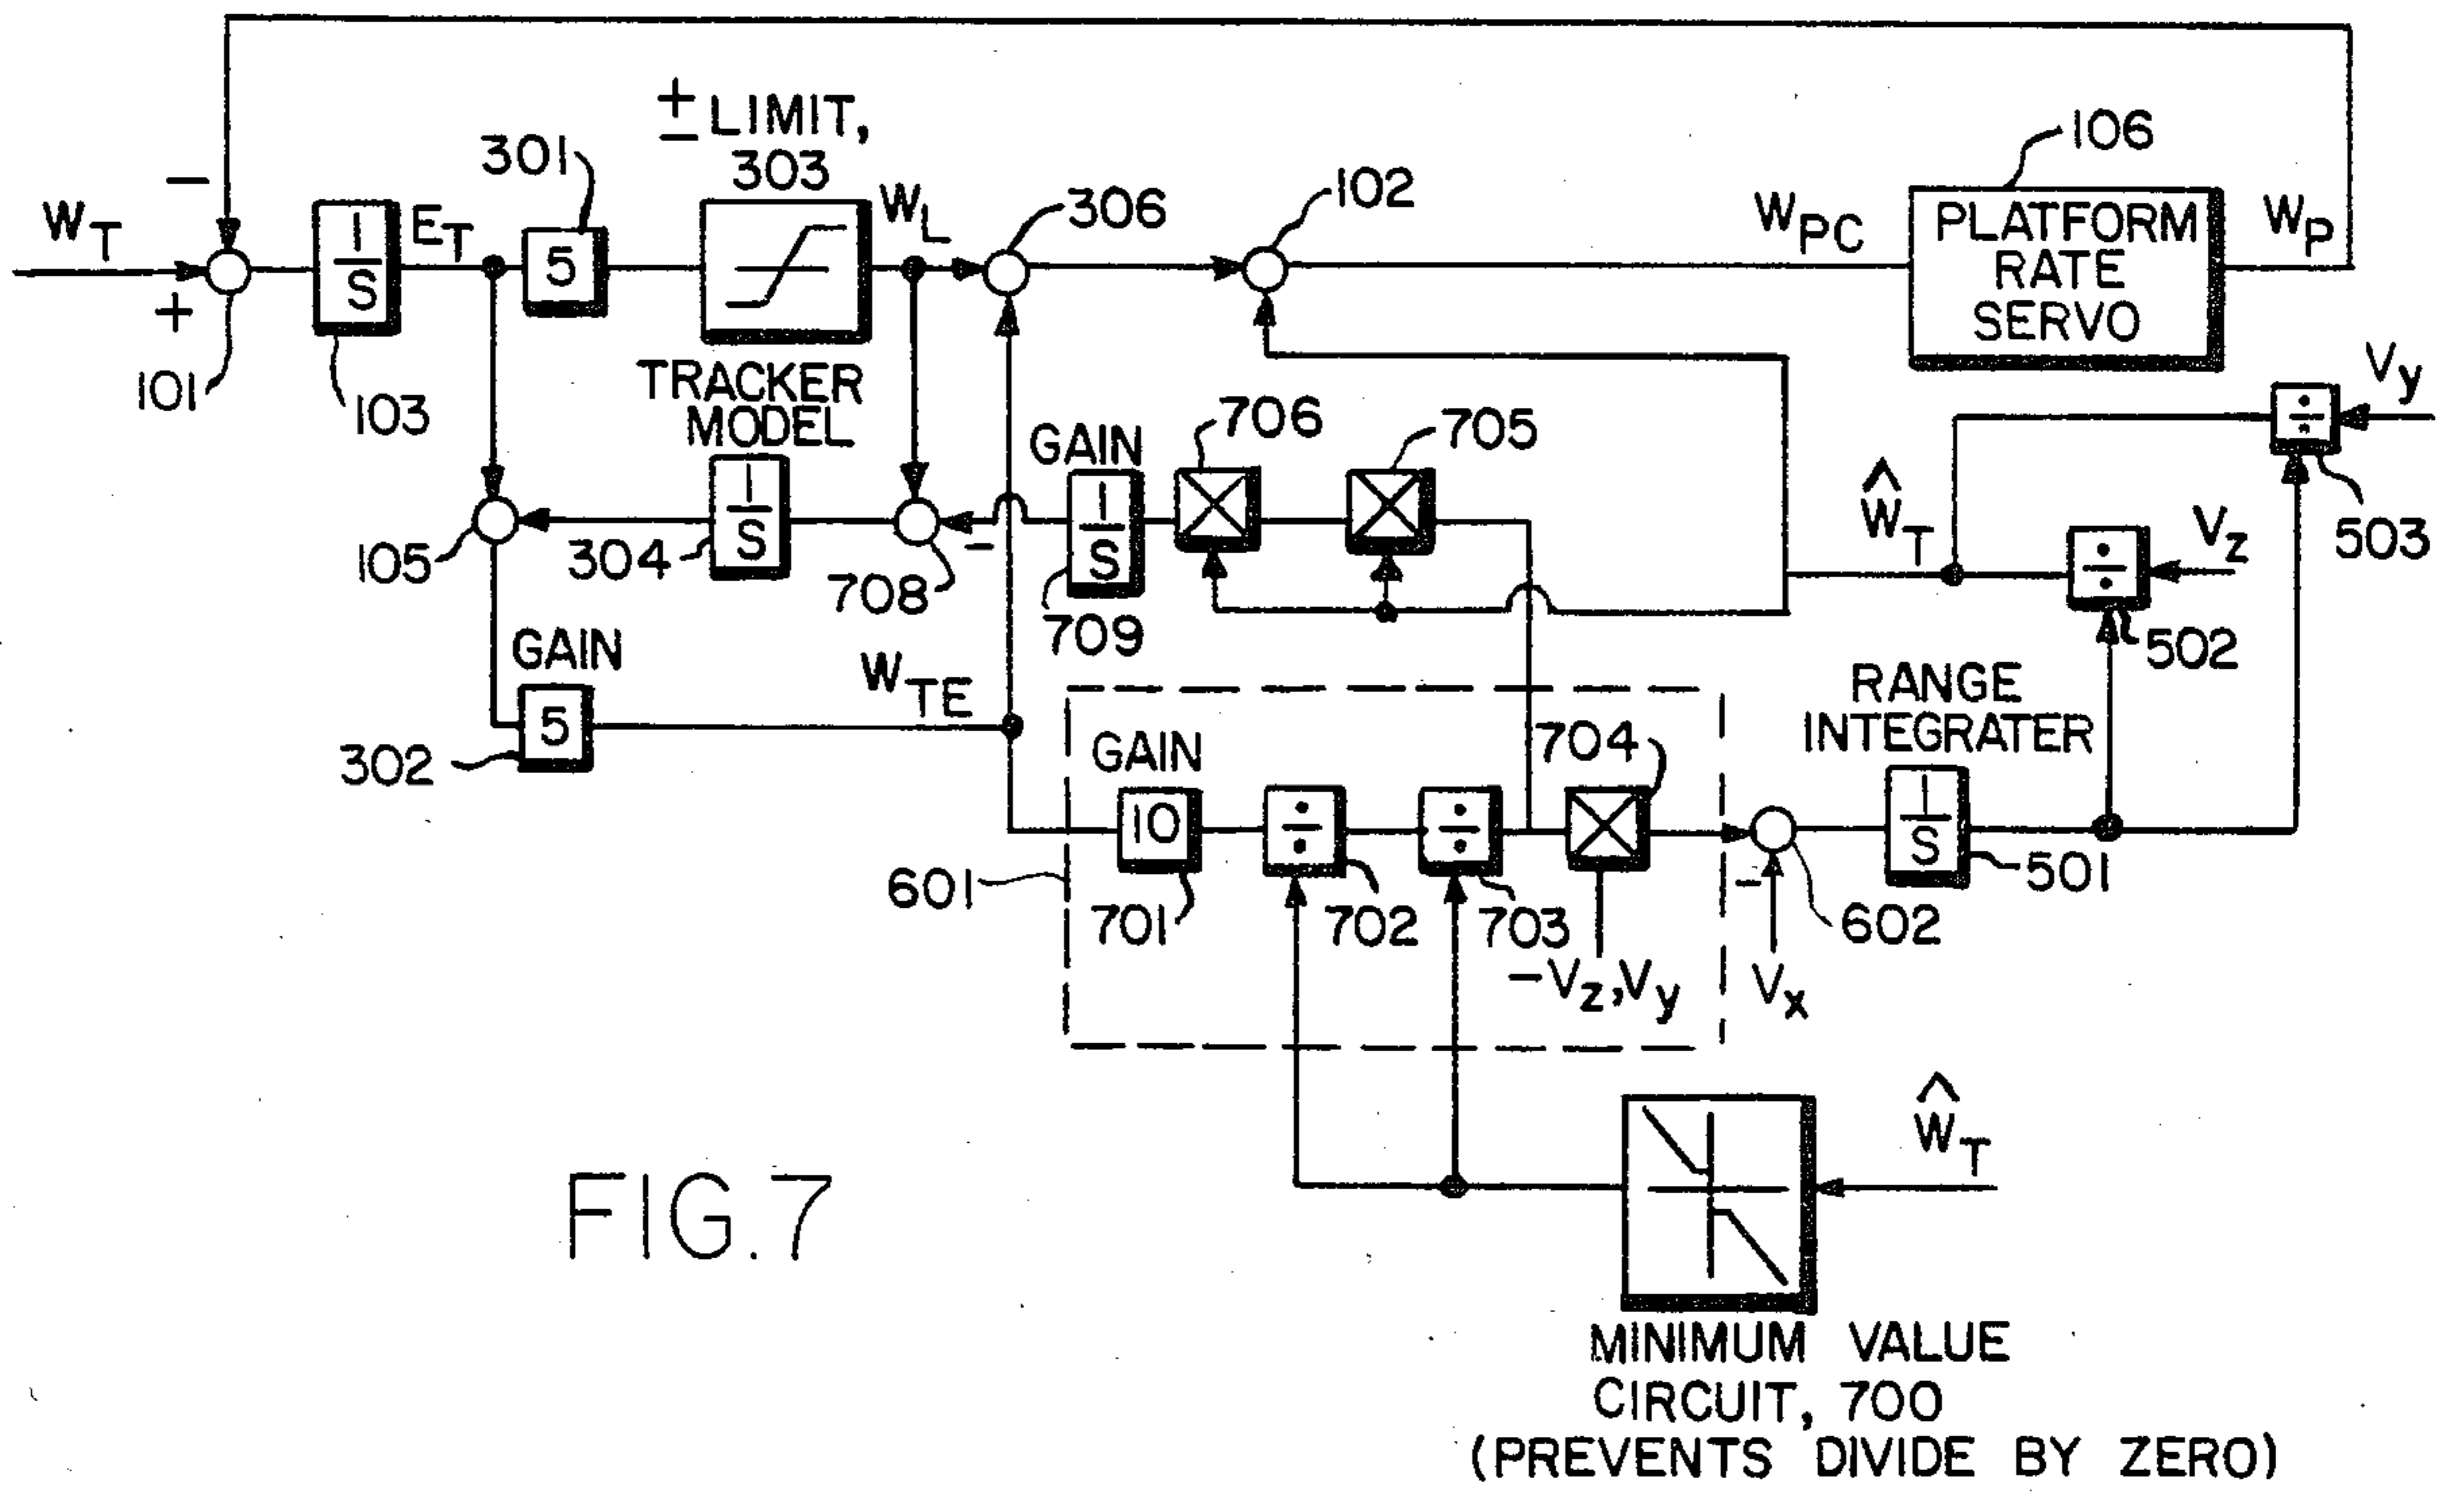 ± LIMIT,
303
106
301
102
306
W_T
−
+
1/S
E_T
5
W_L
W_PC
PLATFORM
RATE
SERVO
W_P
101
103
TRACKER
MODEL
706
705
GAIN
V_y
÷
503
1/S
1/S
Ŵ_T
÷
V_z
105
304
708
−
709
502
GAIN
5
302
W_TE
RANGE
INTEGRATER
GAIN
704
10
÷
÷
1/S
601
701
702
703
−
602
501
−V_z,V_y
V_x
Ŵ_T
FIG.7
MINIMUM VALUE
CIRCUIT, 700
(PREVENTS DIVIDE BY ZERO)